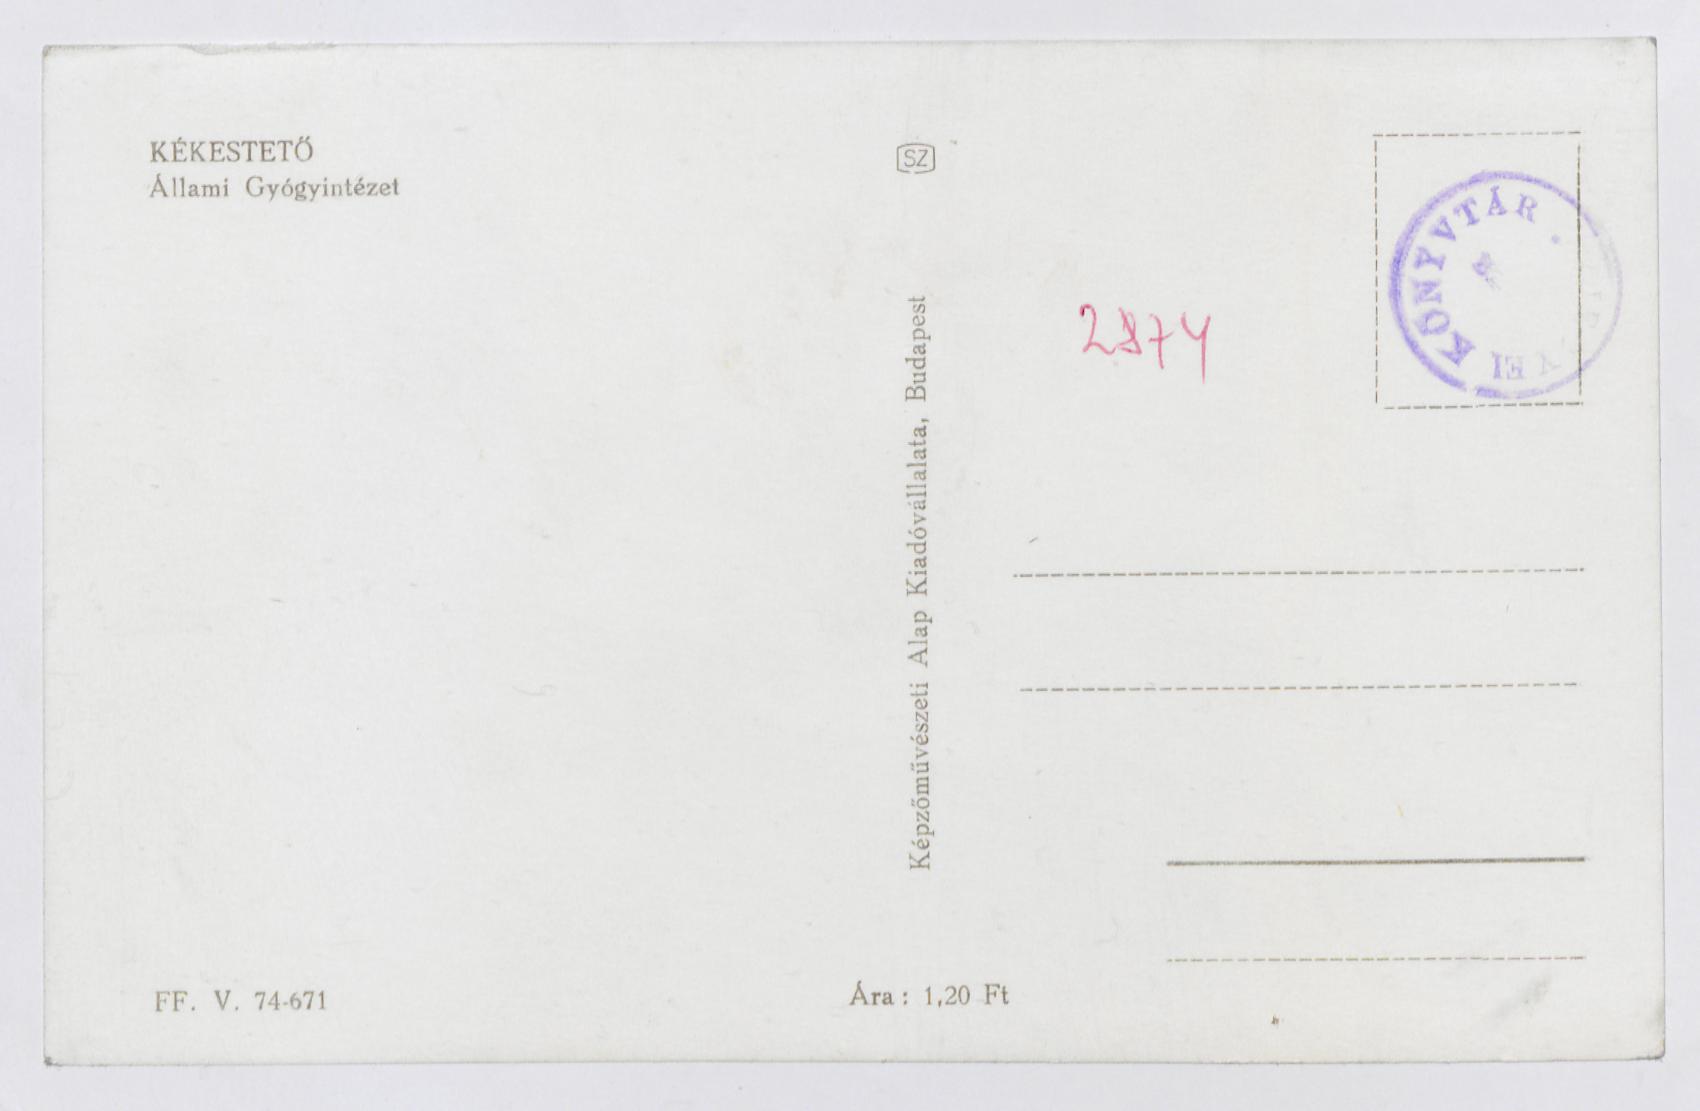 KÉKESTETŐ
Állami Gyógyintézet
SZ
Képzőművészeti Alap Kiadóvállalata, Budapest
2874
KÖNYVTÁR
FF. V. 74-671
Ára : 1,20 Ft